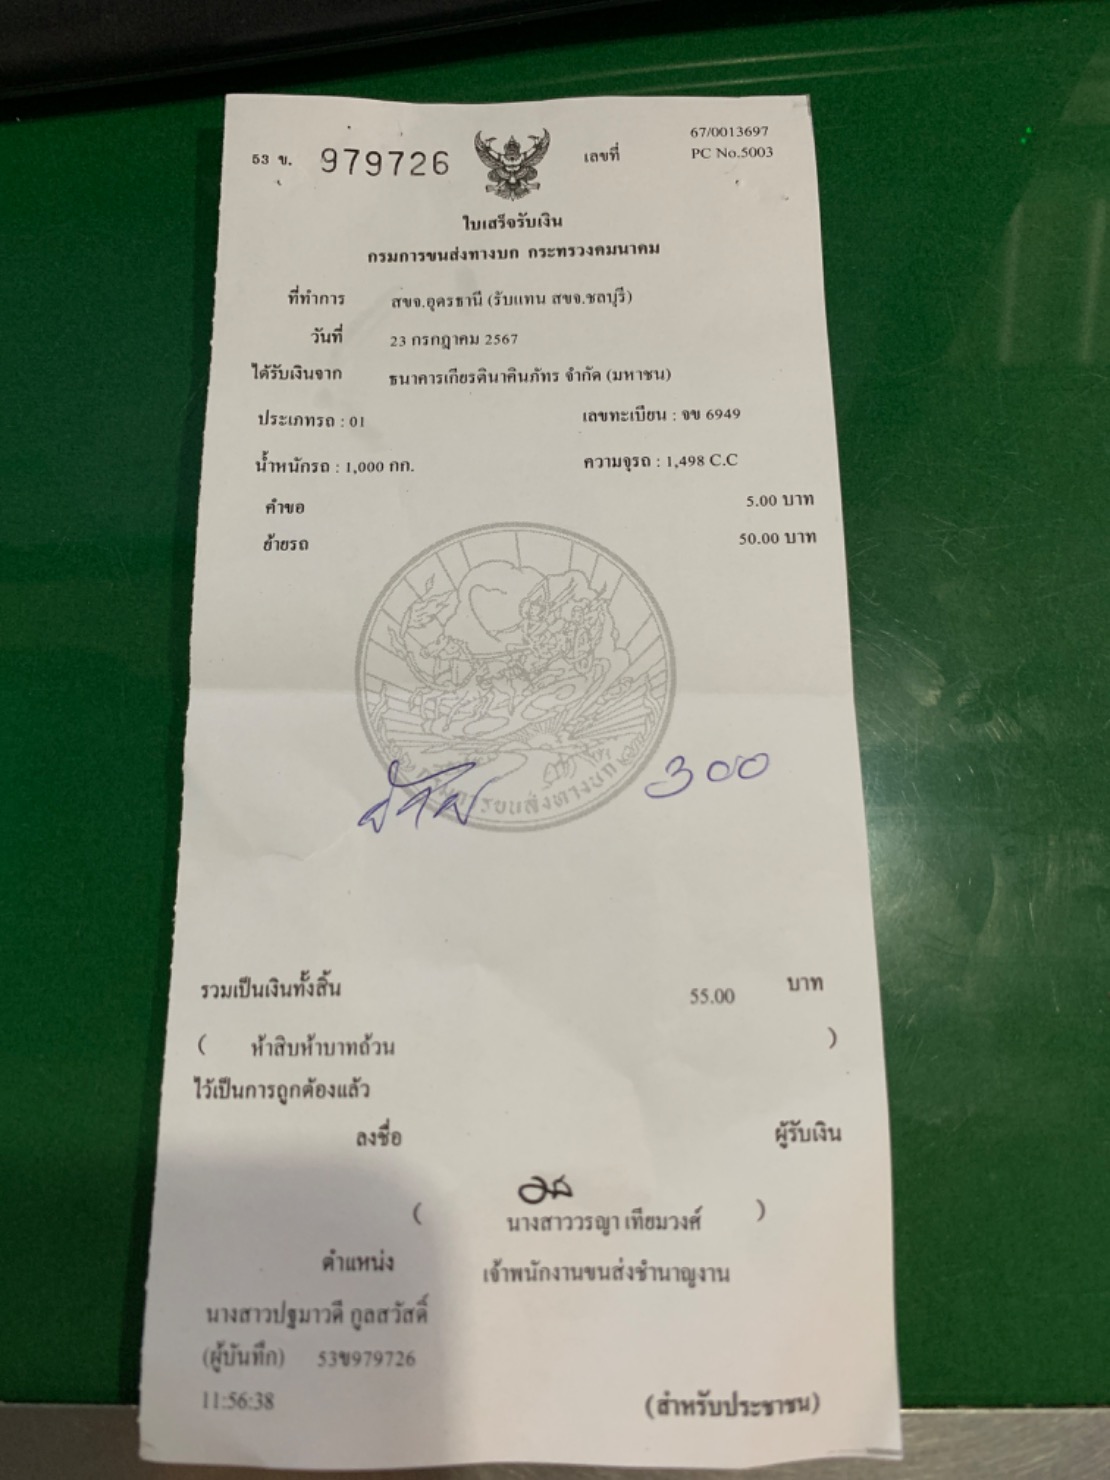 53 ข. 979726 เลขที่ 67/0013697
PC No.5003
ใบเสร็จรับเงิน
กรมการขนส่งทางบก กระทรวงคมนาคม
ที่ทำการ สขจ.อุดรธานี (รับแทน สขจ.ชลบุรี)
วันที่ 23 กรกฎาคม 2567
ได้รับเงินจาก ธนาคารเกียรตินาคินภัทร จำกัด (มหาชน)
ประเภทรถ : 01 เลขทะเบียน : จข 6949
น้ำหนักรถ : 1,000 กก. ความจุรถ : 1,498 C.C
คำขอ 5.00 บาท
ย้ายรถ 50.00 บาท
กรมการขนส่งทางบก
300
รวมเป็นเงินทั้งสิ้น 55.00 บาท
( ห้าสิบห้าบาทถ้วน )
ไว้เป็นการถูกต้องแล้ว
ลงชื่อ ผู้รับเงิน
( นางสาววรญา เทียมวงศ์ )
ตำแหน่ง เจ้าพนักงานขนส่งชำนาญงาน
นางสาวปฐมาวดี กูลสวัสดิ์
(ผู้บันทึก) 53ข979726
11:56:38 (สำหรับประชาชน)